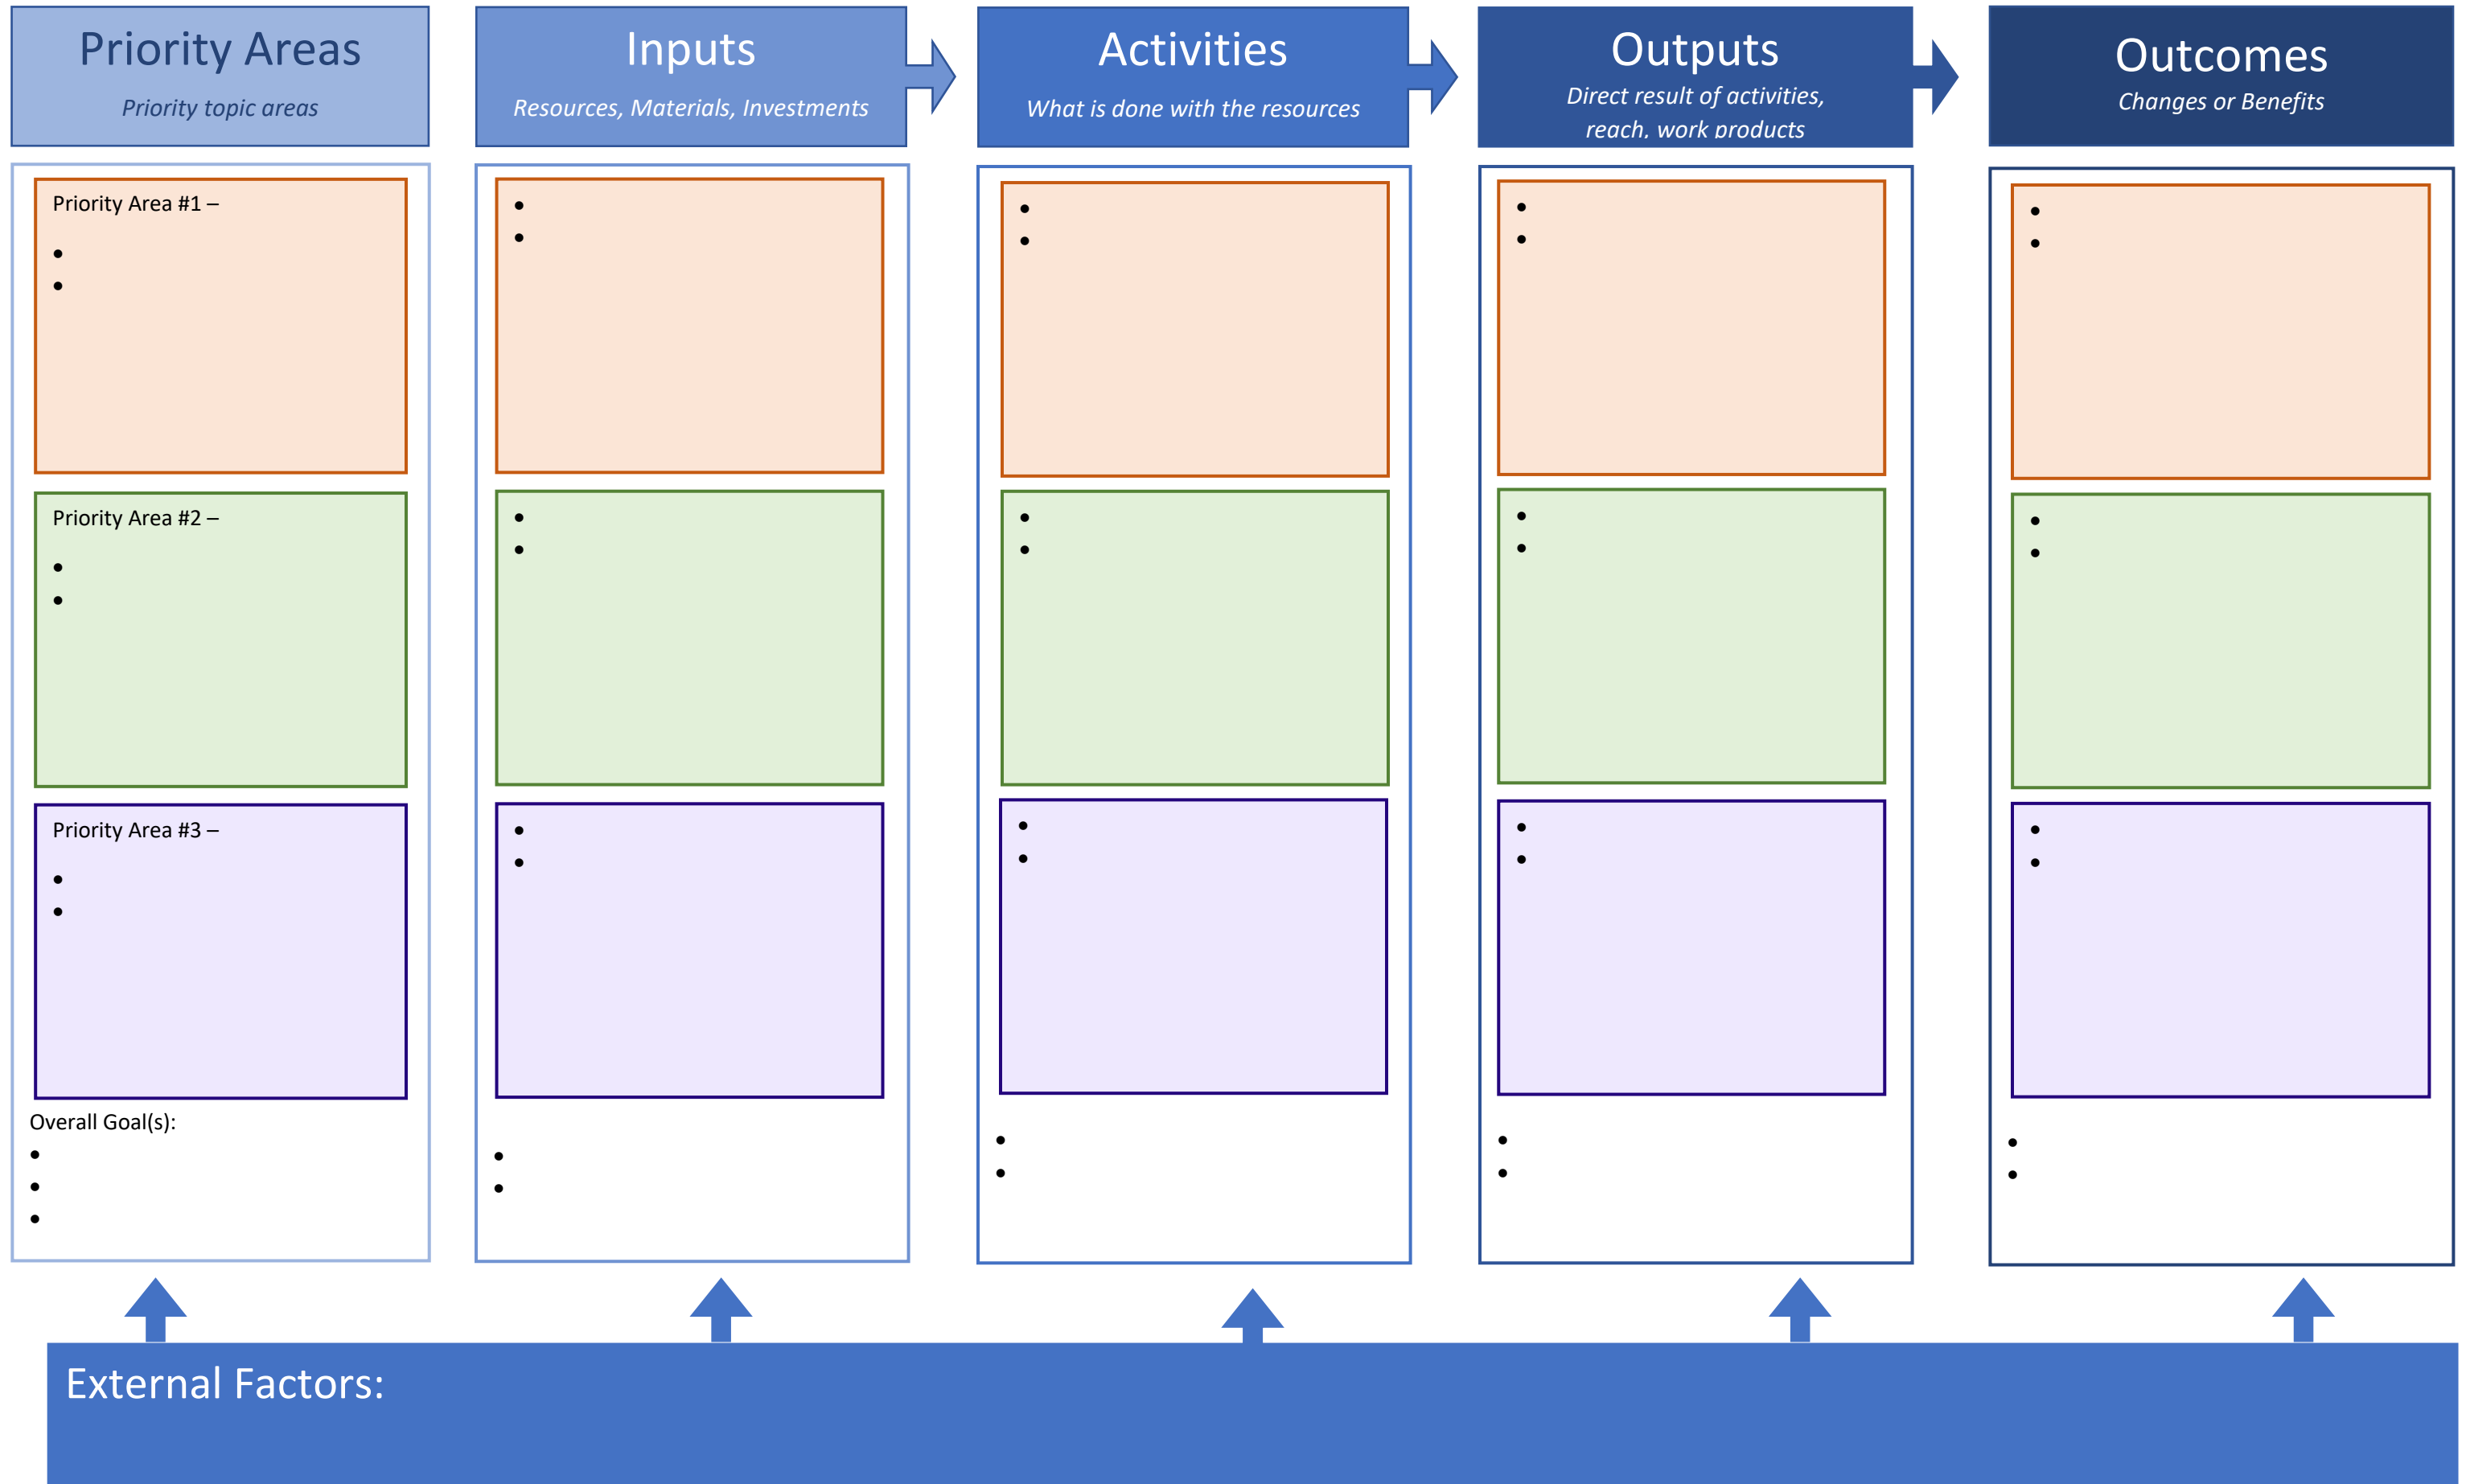 Priority Areas
Priority topic areas
Inputs
Resources, Materials, Investments
Activities
What is done with the resources
Outputs
Direct result of activities,
reach, work products
Outcomes
Changes or Benefits
Priority Area #1 –
Priority Area #2 –
Priority Area #3 –
Overall Goal(s):
External Factors: